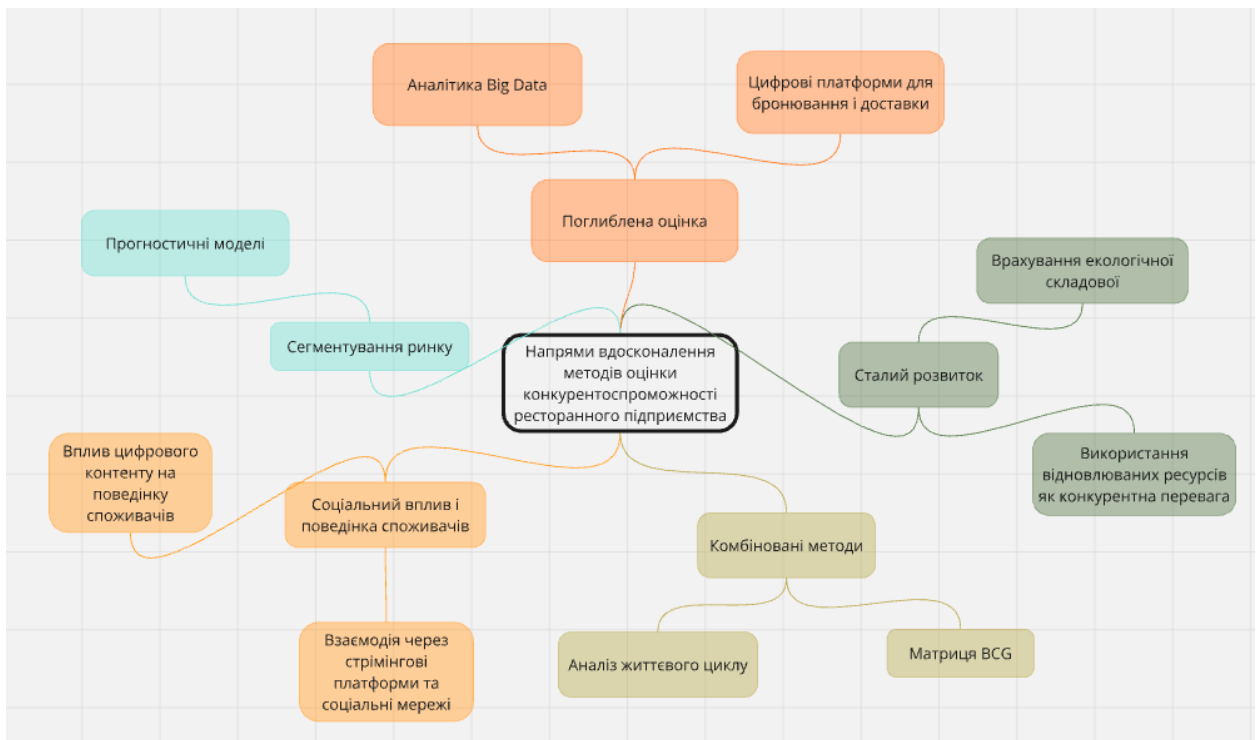 Аналітика Big Data
Цифрові платформи для
бронювання і доставки
Поглиблена оцінка
Прогностичні моделі
Сегментування ринку
Врахування екологічної
складової
Сталий розвиток
Використання
відновлюваних ресурсів
як конкурентна перевага
Напрями вдосконалення
методів оцінки
конкурентоспроможності
ресторанного підприємства
Вплив цифрового
контенту на
поведінку
споживачів
Соціальний вплив і
поведінка споживачів
Взаємодія через
стрімінгові
платформи та
соціальні мережі
Комбіновані методи
Аналіз життєвого циклу
Матриця BCG